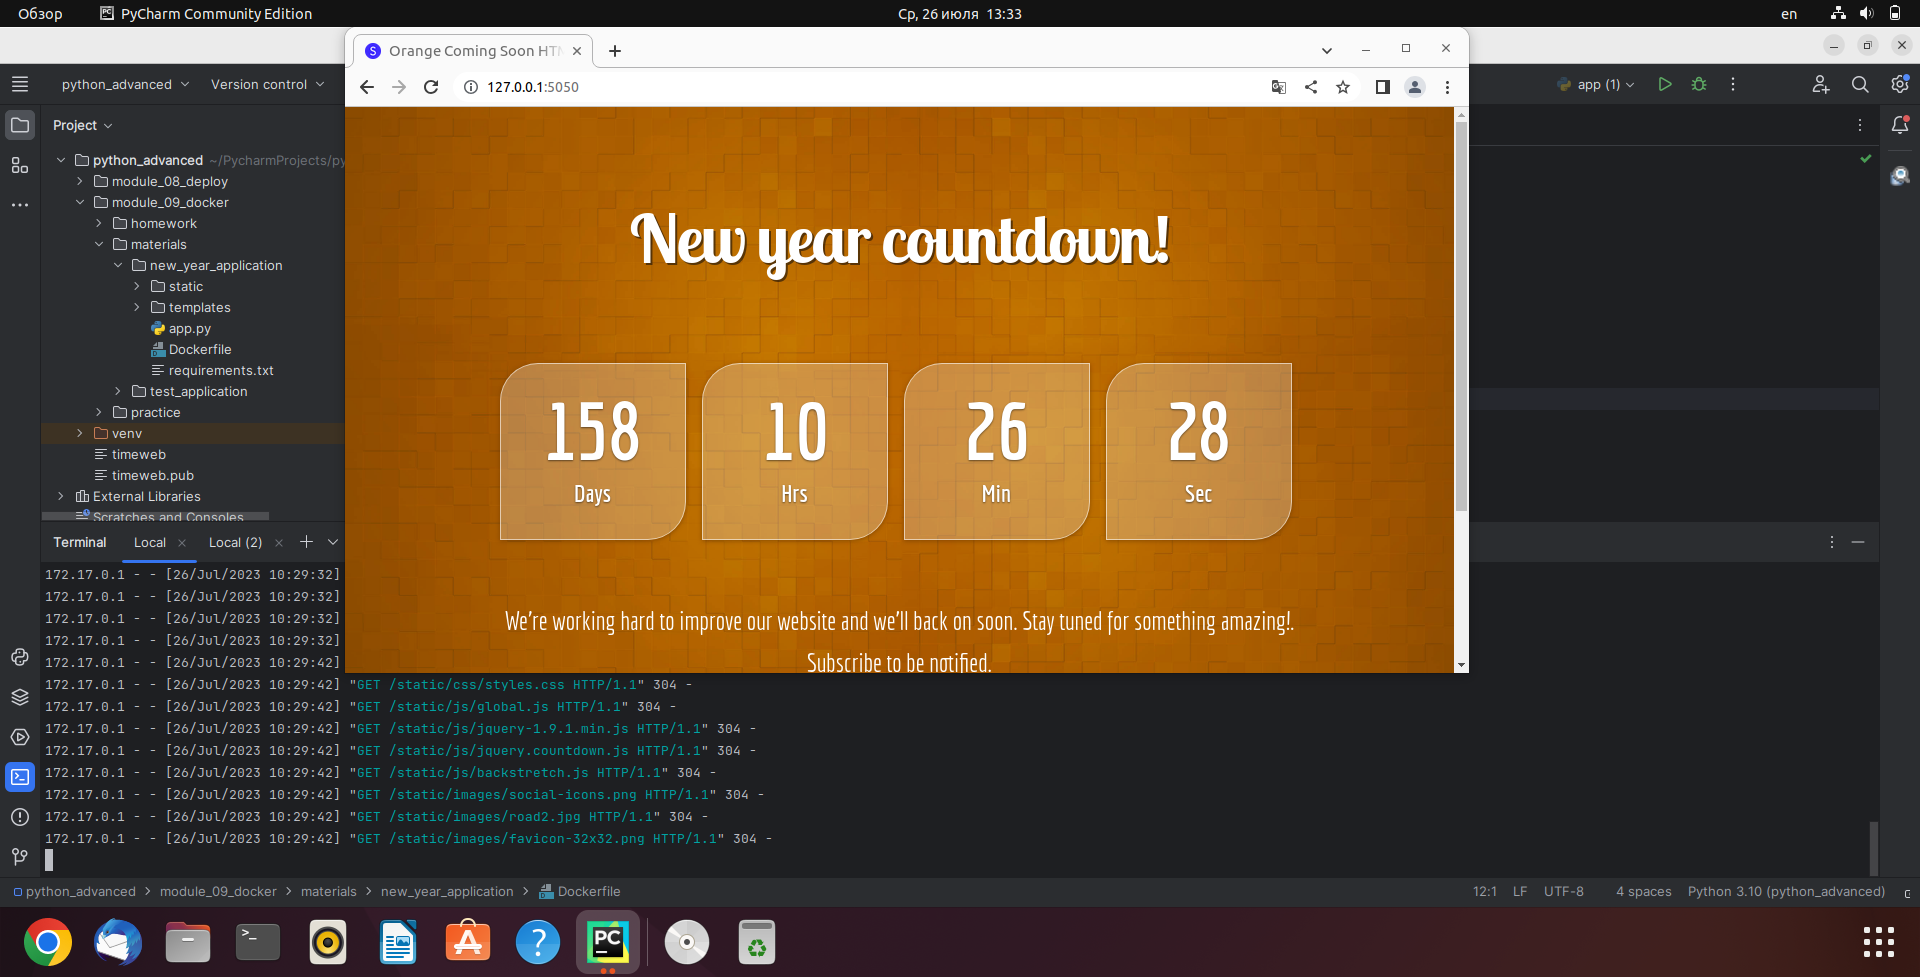 Обзор
PyCharm Community Edition
Ср, 26 июля 13:33
en
python_advanced
Version control
Orange Coming Soon HTM
127.0.0.1:5050
app (1)
Project
python_advanced ~/PycharmProjects/py
module_08_deploy
module_09_docker
homework
materials
new_year_application
static
templates
app.py
Dockerfile
requirements.txt
test_application
practice
venv
timeweb
timeweb.pub
External Libraries
Scratches and Consoles
New year countdown!
158 10 26 28
Days Hrs Min Sec
We're working hard to improve our website and we'll back on soon. Stay tuned for something amazing!.
Subscribe to be notified.
Terminal Local Local (2)
172.17.0.1 - - [26/Jul/2023 10:29:32]
172.17.0.1 - - [26/Jul/2023 10:29:32]
172.17.0.1 - - [26/Jul/2023 10:29:32]
172.17.0.1 - - [26/Jul/2023 10:29:32]
172.17.0.1 - - [26/Jul/2023 10:29:42]
172.17.0.1 - - [26/Jul/2023 10:29:42] "GET /static/css/styles.css HTTP/1.1" 304 -
172.17.0.1 - - [26/Jul/2023 10:29:42] "GET /static/js/global.js HTTP/1.1" 304 -
172.17.0.1 - - [26/Jul/2023 10:29:42] "GET /static/js/jquery-1.9.1.min.js HTTP/1.1" 304 -
172.17.0.1 - - [26/Jul/2023 10:29:42] "GET /static/js/jquery.countdown.js HTTP/1.1" 304 -
172.17.0.1 - - [26/Jul/2023 10:29:42] "GET /static/js/backstretch.js HTTP/1.1" 304 -
172.17.0.1 - - [26/Jul/2023 10:29:42] "GET /static/images/social-icons.png HTTP/1.1" 304 -
172.17.0.1 - - [26/Jul/2023 10:29:42] "GET /static/images/road2.jpg HTTP/1.1" 304 -
172.17.0.1 - - [26/Jul/2023 10:29:42] "GET /static/images/favicon-32x32.png HTTP/1.1" 304 -
python_advanced > module_09_docker > materials > new_year_application > Dockerfile
12:1 LF UTF-8 4 spaces Python 3.10 (python_advanced)